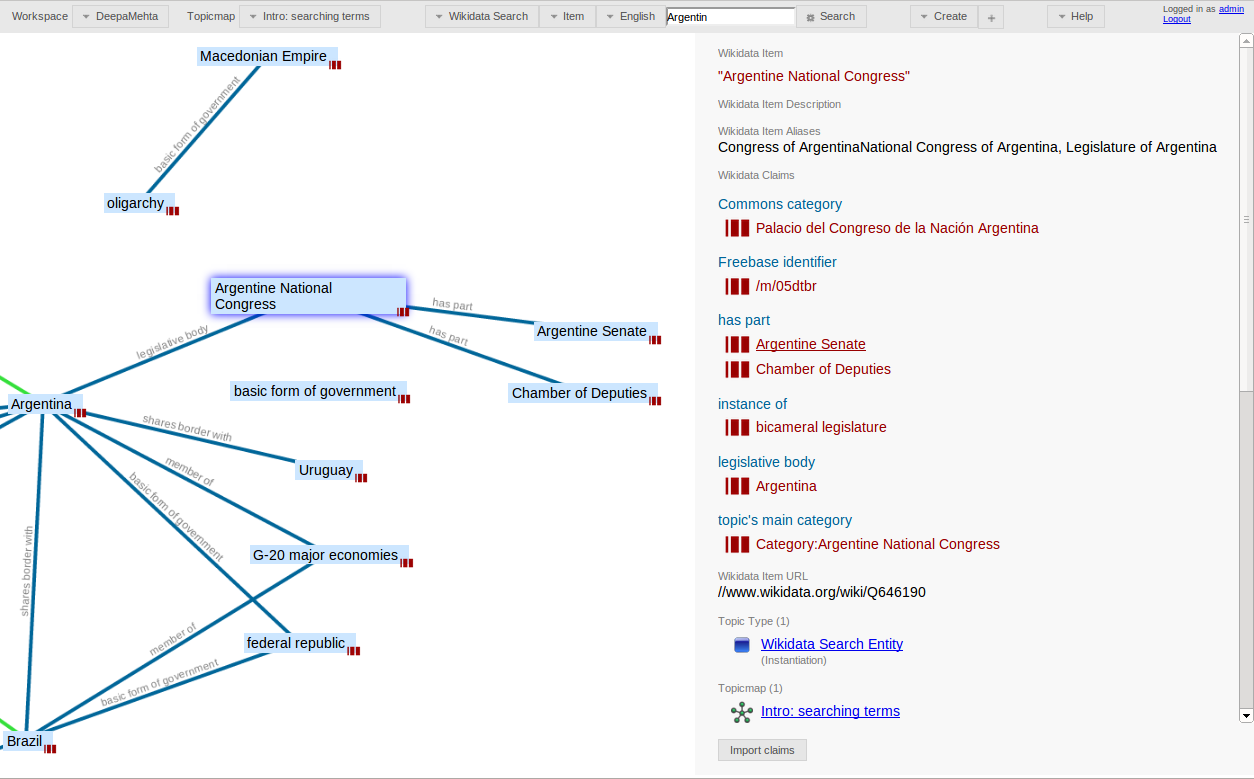 Workspace DeepaMehta Topicmap Intro: searching terms Wikidata Search Item English Argentin Search Create + Help Logged in as admin
Logout
Macedonian Empire
basic form of government
oligarchy
Argentine National
Congress
has part
Argentine Senate
has part
legislative body
Chamber of Deputies
basic form of government
Argentina
shares border with
Uruguay
member of
basic form of government
shares border with
G-20 major economies
member of
federal republic
basic form of government
Brazil
Wikidata Item
"Argentine National Congress"
Wikidata Item Description
Wikidata Item Aliases
Congress of ArgentinaNational Congress of Argentina, Legislature of Argentina
Wikidata Claims
Commons category
Palacio del Congreso de la Nación Argentina
Freebase identifier
/m/05dtbr
has part
Argentine Senate
Chamber of Deputies
instance of
bicameral legislature
legislative body
Argentina
topic's main category
Category:Argentine National Congress
Wikidata Item URL
//www.wikidata.org/wiki/Q646190
Topic Type (1)
Wikidata Search Entity
(Instantiation)
Topicmap (1)
Intro: searching terms
Import claims